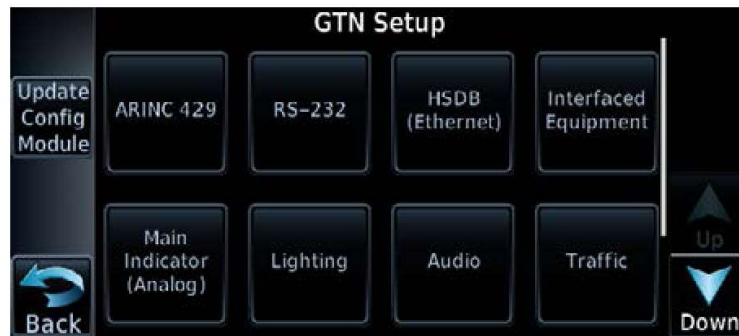 GTN Setup
Update
Config
Module
ARINC 429
RS-232
HSDB
(Ethernet)
Interfaced
Equipment
Main
Indicator
(Analog)
Lighting
Audio
Traffic
Up
Back
Down